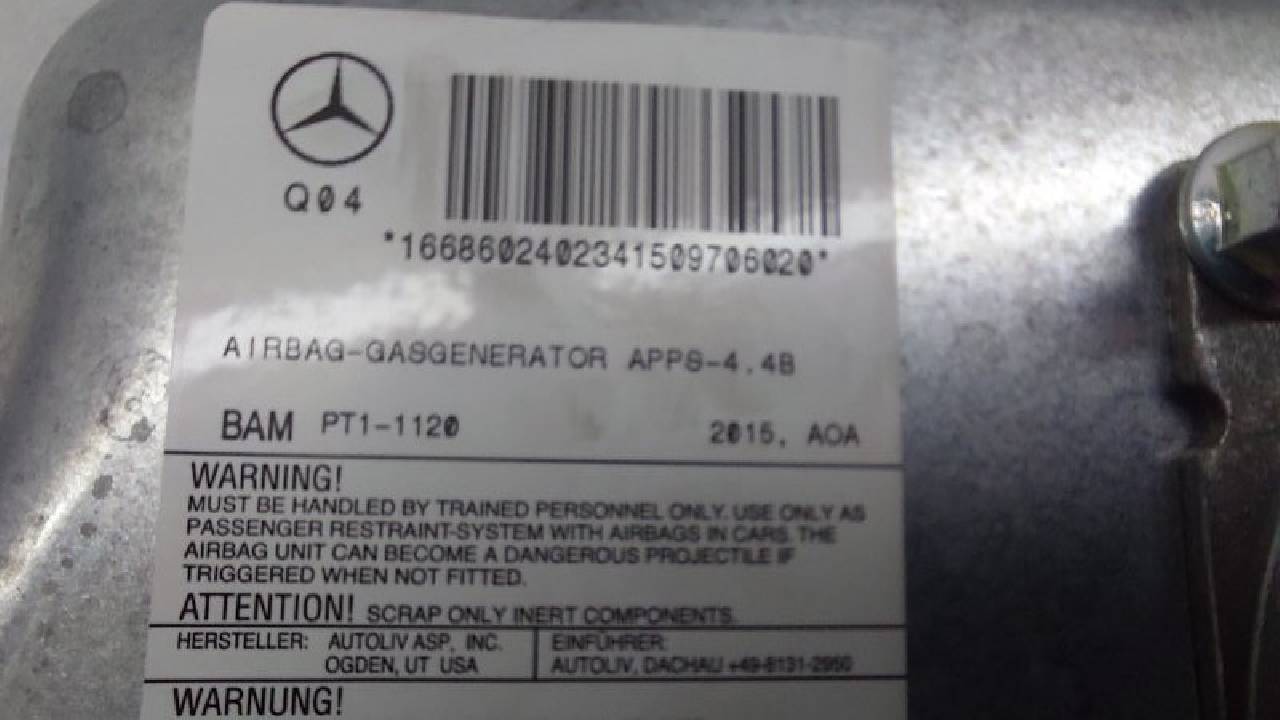 Q04
*16686024023415097060​20*
AIRBAG-GASGENERATOR APPS-4.4B
BAM PT1-1120 2015, AOA
WARNING!
MUST BE HANDLED BY TRAINED PERSONNEL ONLY. USE ONLY AS
PASSENGER RESTRAINT-SYSTEM WITH AIRBAGS IN CARS. THE
AIRBAG UNIT CAN BECOME A DANGEROUS PROJECTILE IF
TRIGGERED WHEN NOT FITTED.
ATTENTION! SCRAP ONLY INERT COMPONENTS.
HERSTELLER: AUTOLIV ASP, INC. EINFÜHRER:
OGDEN, UT USA AUTOLIV, DACHAU +49-8131-2950
WARNUNG!